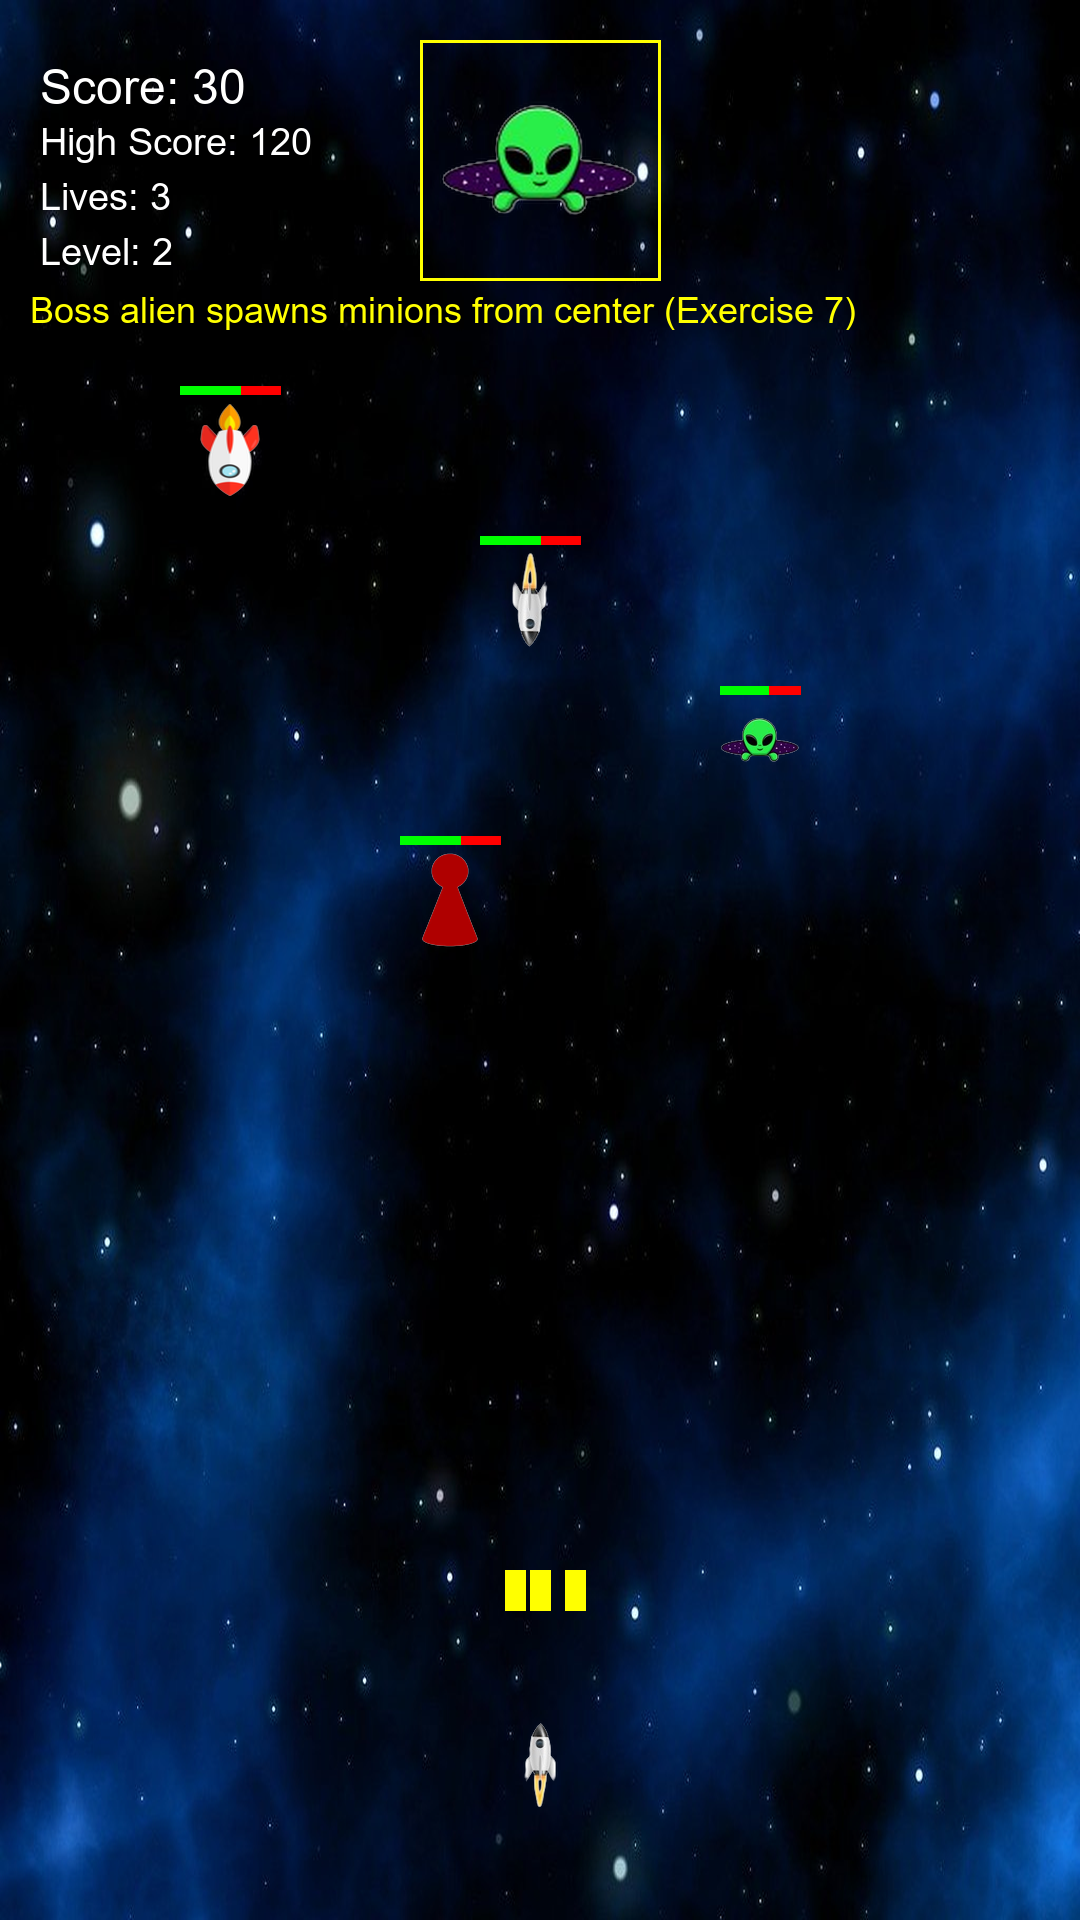 Score: 30
High Score: 120
Lives: 3
Level: 2
Boss alien spawns minions from center (Exercise 7)